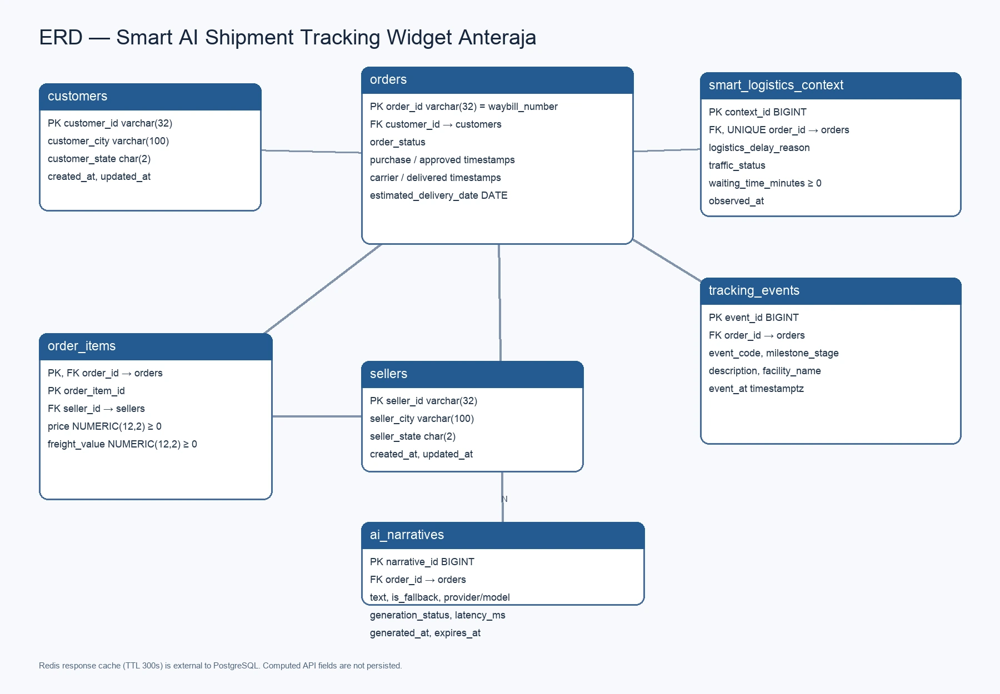 ERD — Smart AI Shipment Tracking Widget Anteraja
customers
PK customer_id varchar(32)
customer_city varchar(100)
customer_state char(2)
created_at, updated_at
orders
PK order_id varchar(32) = waybill_number
FK customer_id → customers
order_status
purchase / approved timestamps
carrier / delivered timestamps
estimated_delivery_date DATE
smart_logistics_context
PK context_id BIGINT
FK, UNIQUE order_id → orders
logistics_delay_reason
traffic_status
waiting_time_minutes ≥ 0
observed_at
order_items
PK, FK order_id → orders
PK order_item_id
FK seller_id → sellers
price NUMERIC(12,2) ≥ 0
freight_value NUMERIC(12,2) ≥ 0
sellers
PK seller_id varchar(32)
seller_city varchar(100)
seller_state char(2)
created_at, updated_at
tracking_events
PK event_id BIGINT
FK order_id → orders
event_code, milestone_stage
description, facility_name
event_at timestamptz
N
ai_narratives
PK narrative_id BIGINT
FK order_id → orders
text, is_fallback, provider/model
generation_status, latency_ms
generated_at, expires_at
Redis response cache (TTL 300s) is external to PostgreSQL. Computed API fields are not persisted.